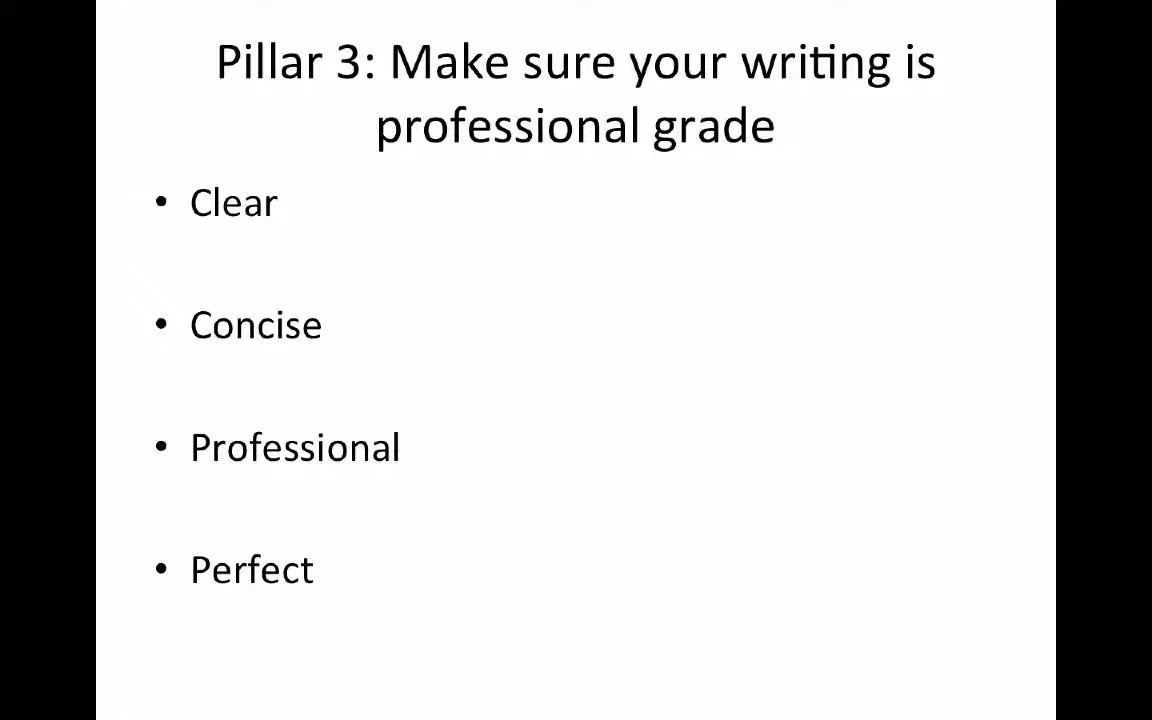 Pillar 3: Make sure your writing is
professional grade
• Clear
• Concise
• Professional
• Perfect